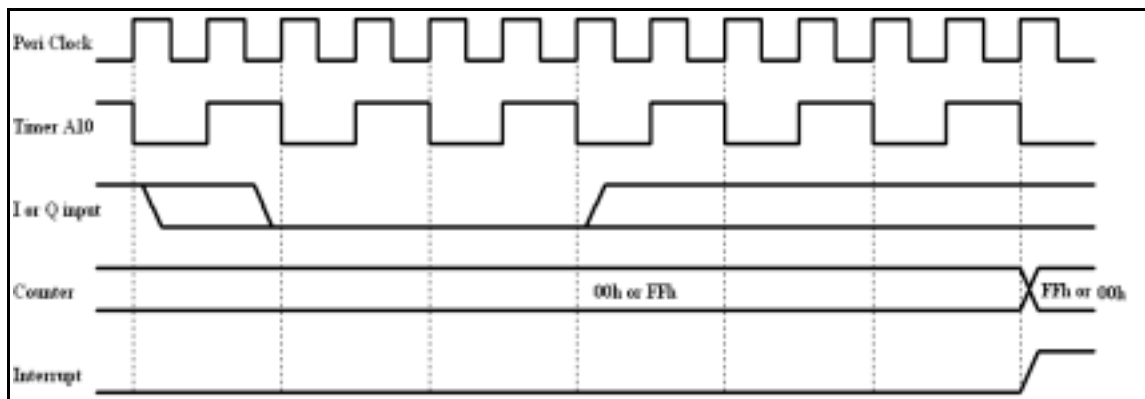 Peri Clock
Timer A10
I or Q input
Counter
00h or FFh
FFh or 00h
Interrupt